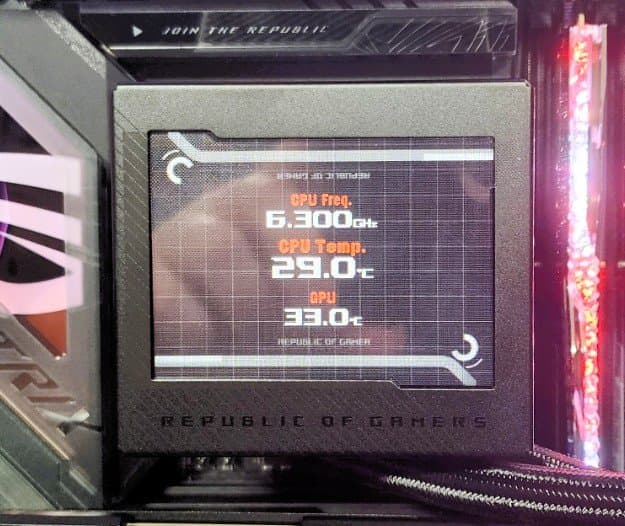 JOIN THE REPUBLIC
REPUBLIC OF GAMER
CPU Freq.
6.300GHz
CPU Temp.
29.0°C
GPU
33.0°C
REPUBLIC OF GAMER
REPUBLIC OF GAMERS